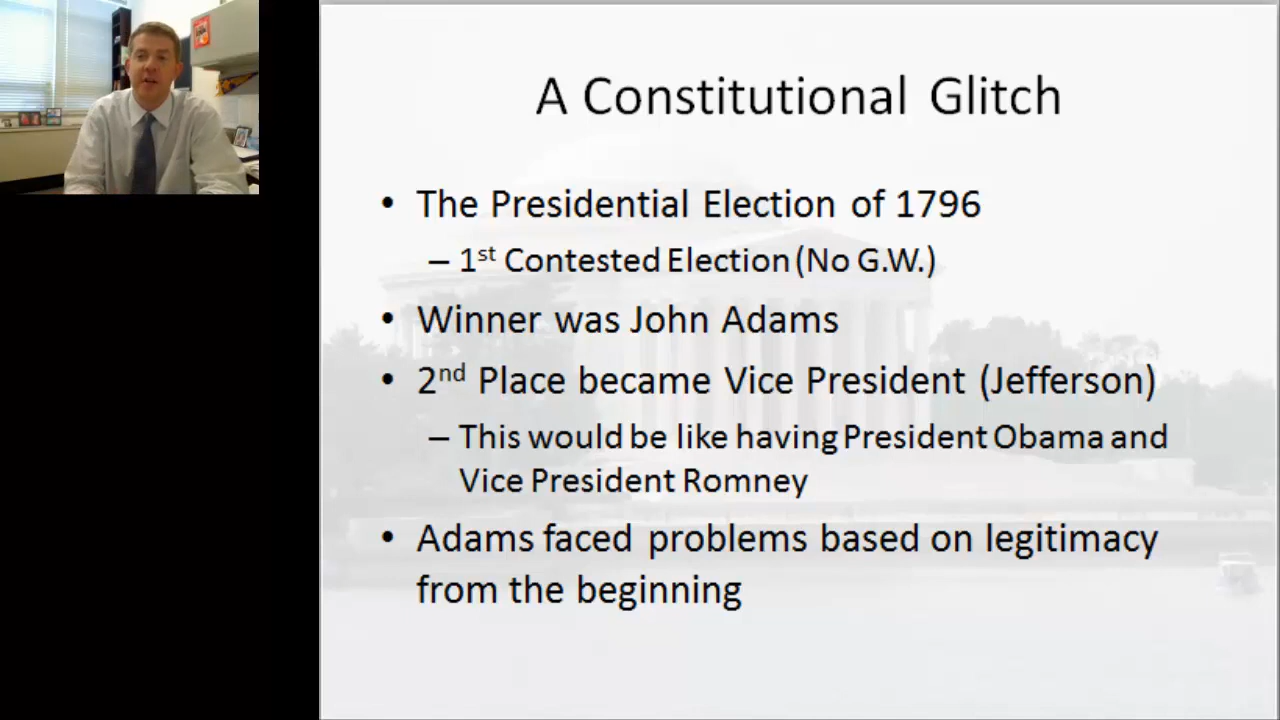 A Constitutional Glitch
• The Presidential Election of 1796
– 1st Contested Election (No G.W.)
• Winner was John Adams
• 2nd Place became Vice President (Jefferson)
– This would be like having President Obama and
Vice President Romney
• Adams faced problems based on legitimacy
from the beginning